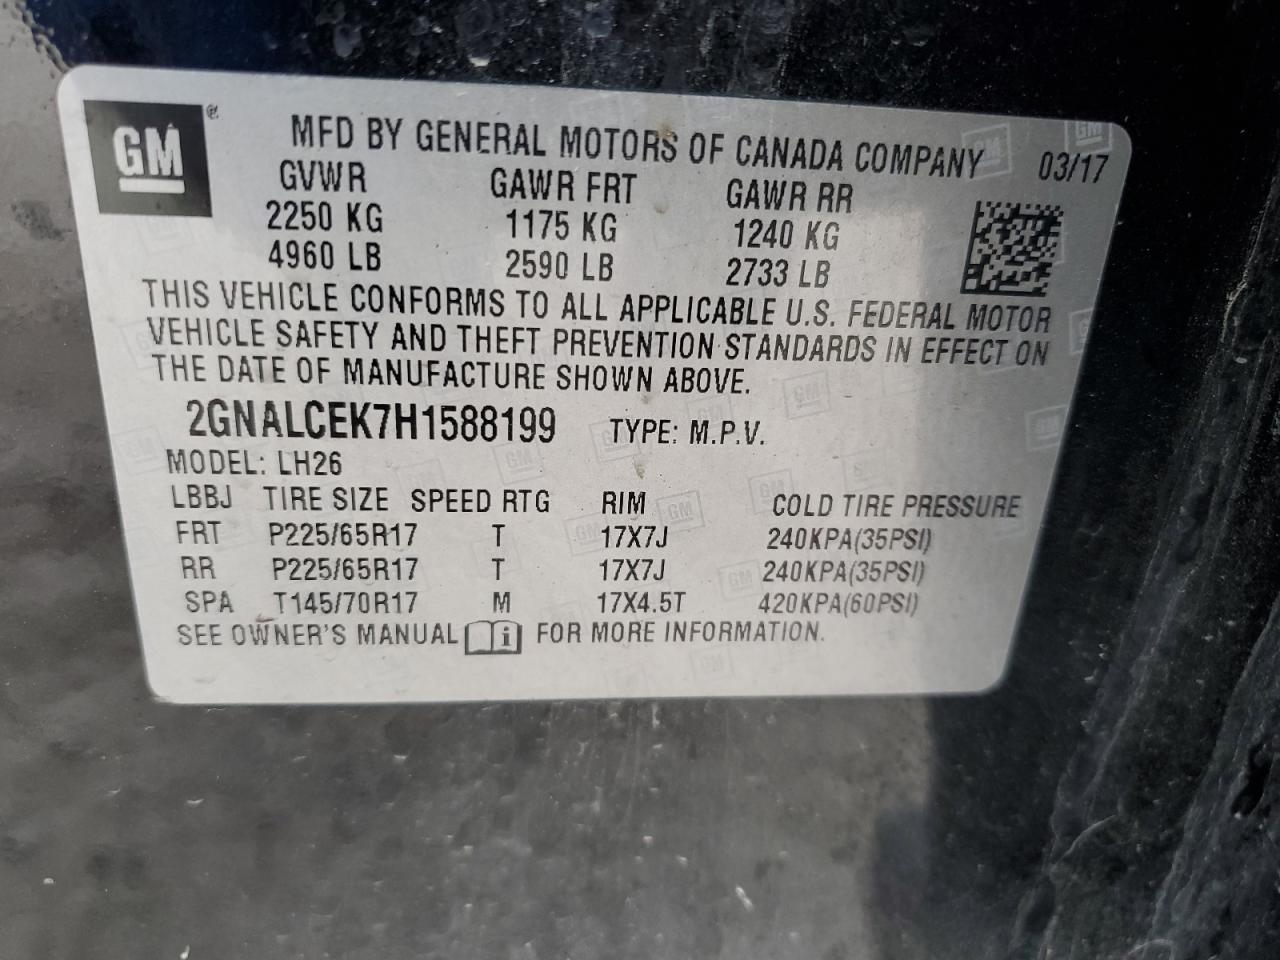 GM ®
MFD BY GENERAL MOTORS OF CANADA COMPANY 03/17
GVWR GAWR FRT GAWR RR
2250 KG 1175 KG 1240 KG
4960 LB 2590 LB 2733 LB
THIS VEHICLE CONFORMS TO ALL APPLICABLE U.S. FEDERAL MOTOR
VEHICLE SAFETY AND THEFT PREVENTION STANDARDS IN EFFECT ON
THE DATE OF MANUFACTURE SHOWN ABOVE.
2GNALCEK7H1588199 TYPE: M.P.V.
MODEL: LH26
LBBJ TIRE SIZE SPEED RTG RIM COLD TIRE PRESSURE
FRT P225/65R17 T 17X7J 240KPA(35PSI)
RR P225/65R17 T 17X7J 240KPA(35PSI)
SPA T145/70R17 M 17X4.5T 420KPA(60PSI)
SEE OWNER'S MANUAL i FOR MORE INFORMATION.